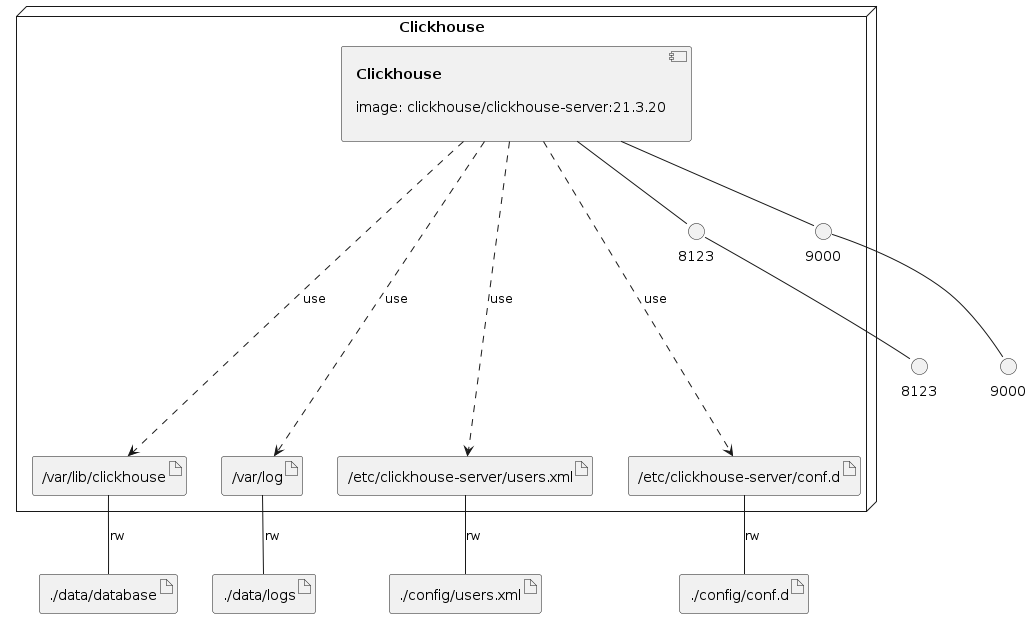 Clickhouse
Clickhouse
image: clickhouse/clickhouse-server:21.3.20
8123
9000
use
use
use
use
8123
9000
/var/lib/clickhouse
/var/log
/etc/clickhouse-server/users.xml
/etc/clickhouse-server/conf.d
rw
rw
rw
rw
./data/database
./data/logs
./config/users.xml
./config/conf.d